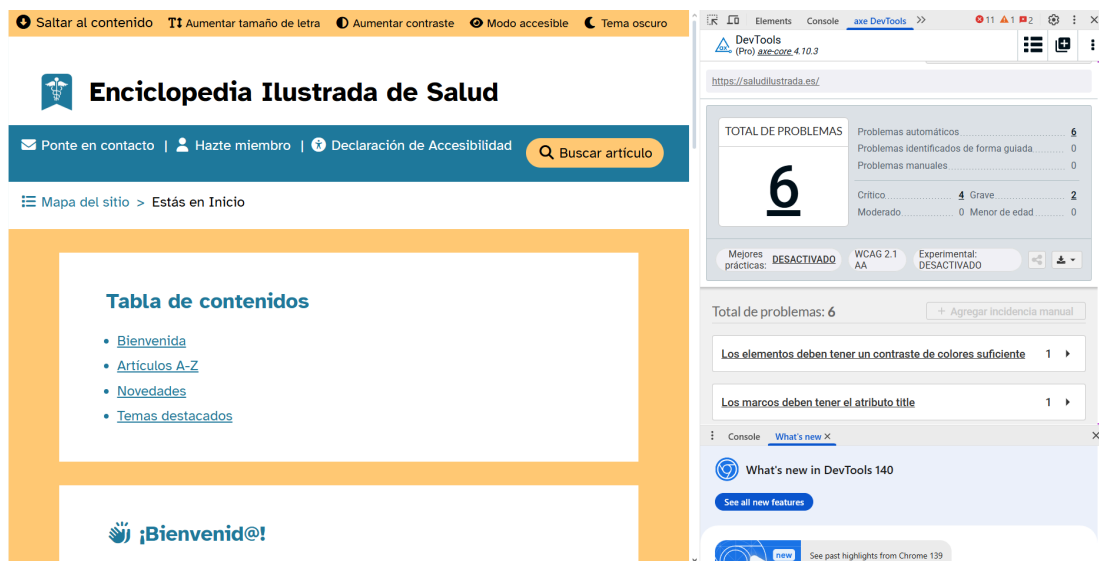 Saltar al contenido Aumentar tamaño de letra Aumentar contraste Modo accesible Tema oscuro
Enciclopedia Ilustrada de Salud
Ponte en contacto | Hazte miembro | Declaración de Accesibilidad Buscar artículo
Mapa del sitio > Estás en Inicio
Tabla de contenidos
Bienvenida
Artículos A-Z
Novedades
Temas destacados
¡Bienvenid@!
Elements Console axe DevTools 11 1 2
DevTools
(Pro) axe-core 4.10.3
https://saludilustrada.es/
TOTAL DE PROBLEMAS
6
Problemas automáticos 6
Problemas identificados de forma guiada 0
Problemas manuales 0
Crítico 4 Grave 2
Moderado 0 Menor de edad 0
Mejores prácticas: DESACTIVADO
WCAG 2.1 AA
Experimental: DESACTIVADO
Total de problemas: 6 + Agregar incidencia manual
Los elementos deben tener un contraste de colores suficiente 1
Los marcos deben tener el atributo title 1
Console What's new
What's new in DevTools 140
See all new features
new See past highlights from Chrome 139